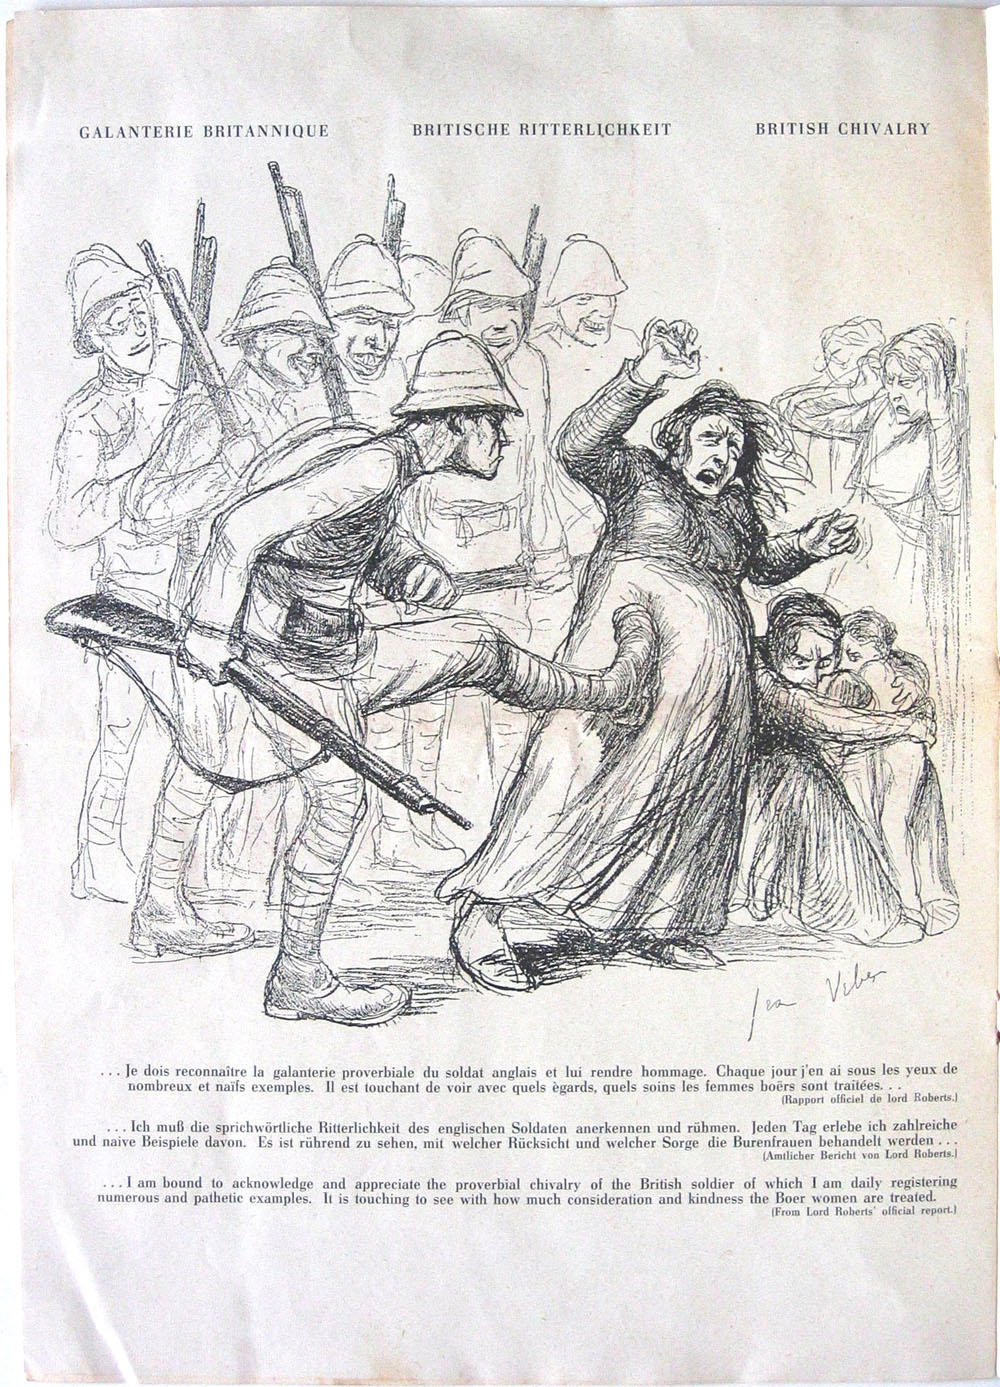 GALANTERIE BRITANNIQUE BRITISCHE RITTERLICHKEIT BRITISH CHIVALRY
Jean Veber
. . . Je dois reconnaître la galanterie proverbiale du soldat anglais et lui rendre hommage. Chaque jour j'en ai sous les yeux de
nombreux et naïfs exemples. Il est touchant de voir avec quels ègards, quels soins les femmes boërs sont traitées. . .
(Rapport officiel de lord Roberts.)
. . . Ich muß die sprichwörtliche Ritterlichkeit des englischen Soldaten anerkennen und rühmen. Jeden Tag erlebe ich zahlreiche
und naive Beispiele davon. Es ist rührend zu sehen, mit welcher Rücksicht und welcher Sorge die Burenfrauen behandelt werden . . .
(Amtlicher Bericht von Lord Roberts.)
. . . I am bound to acknowledge and appreciate the proverbial chivalry of the British soldier of which I am daily registering
numerous and pathetic examples. It is touching to see with how much consideration and kindness the Boer women are treated.
(From Lord Roberts' official report.)